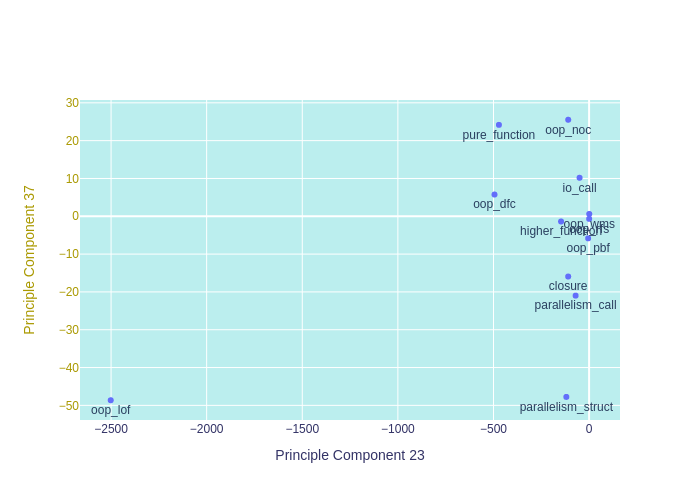 30
20
10
0
−10
−20
−30
−40
−50
Principle Component 37
pure_function
oop_noc
io_call
oop_dfc
oop_wms
higher_function
oop_pbf
closure
parallelism_call
oop_lof
parallelism_struct
−2500
−2000
−1500
−1000
−500
0
Principle Component 23